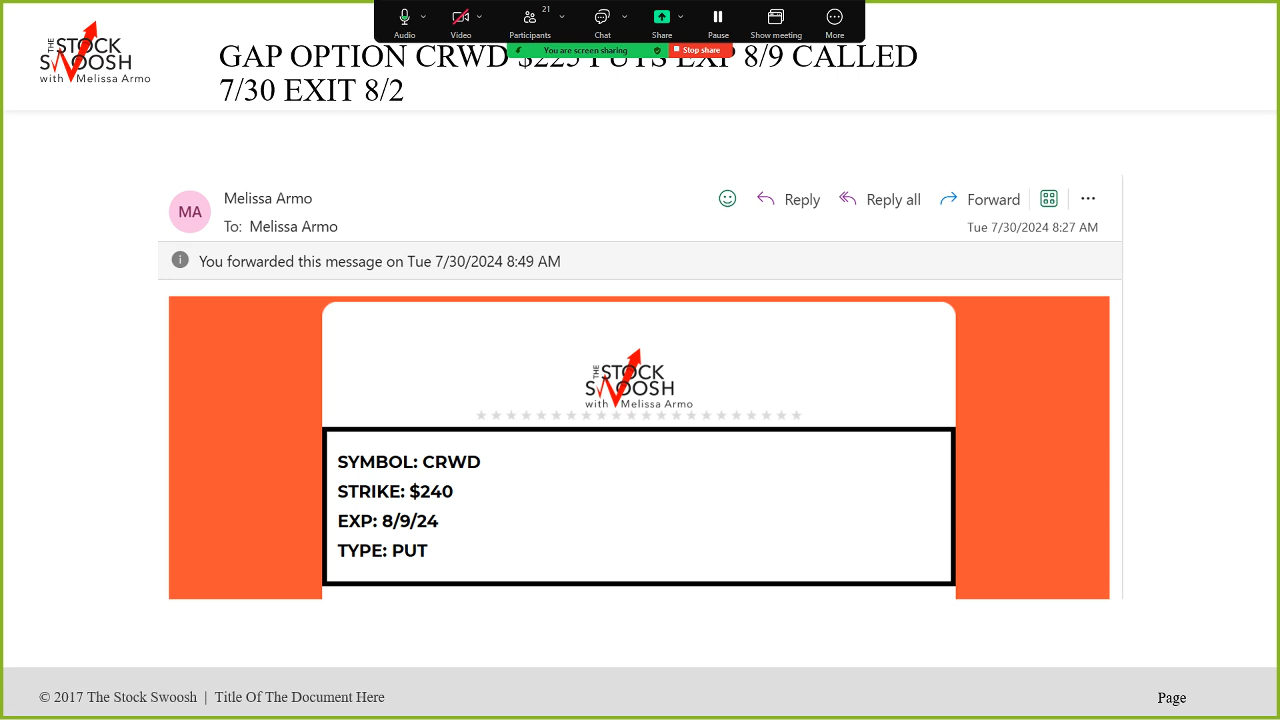 21
Audio
Video
Participants
Chat
Share
Pause
Show meeting
More
You are screen sharing
Stop share
THE STOCK
SWOOSH
with Melissa Armo
GAP OPTION CRWD $225 PUTS EXP 8/9 CALLED
7/30 EXIT 8/2
MA
Melissa Armo
To: Melissa Armo
Reply
Reply all
Forward
Tue 7/30/2024 8:27 AM
You forwarded this message on Tue 7/30/2024 8:49 AM
THE STOCK
SWOOSH
with Melissa Armo
SYMBOL: CRWD
STRIKE: $240
EXP: 8/9/24
TYPE: PUT
© 2017 The Stock Swoosh | Title Of The Document Here
Page